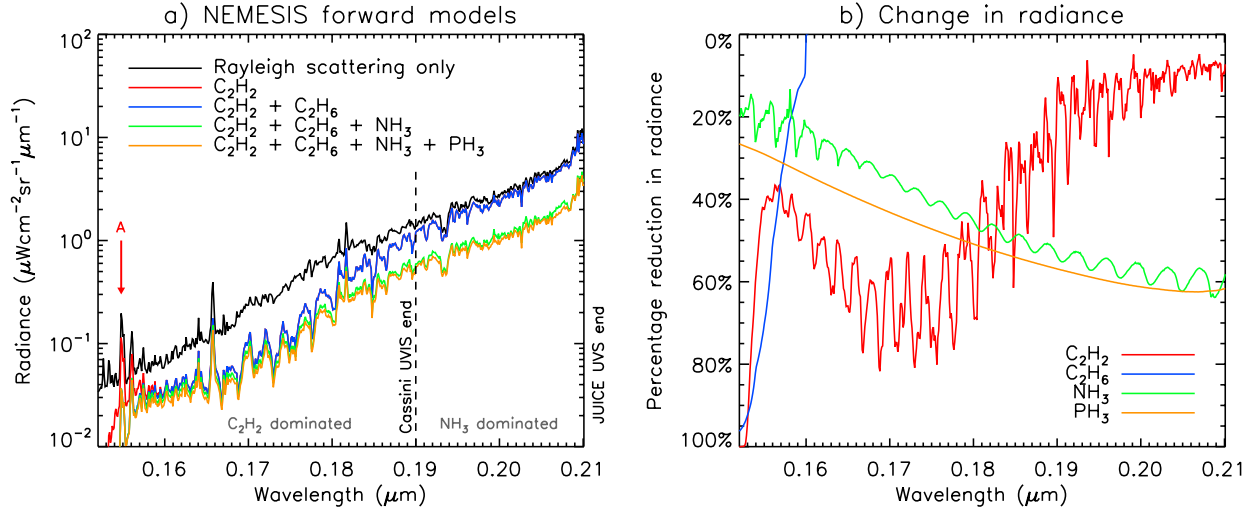 a) NEMESIS forward models
Radiance (μWcm⁻²sr⁻¹μm⁻¹)
10²
10¹
10⁰
10⁻¹
10⁻²
Rayleigh scattering only
C₂H₂
C₂H₂ + C₂H₆
C₂H₂ + C₂H₆ + NH₃
C₂H₂ + C₂H₆ + NH₃ + PH₃
A
Cassini UVIS end
JUICE UVS end
C₂H₂ dominated
NH₃ dominated
0.16 0.17 0.18 0.19 0.20 0.21
Wavelength (μm)
b) Change in radiance
Percentage reduction in radiance
0%
20%
40%
60%
80%
100%
C₂H₂
C₂H₆
NH₃
PH₃
0.16 0.17 0.18 0.19 0.20 0.21
Wavelength (μm)